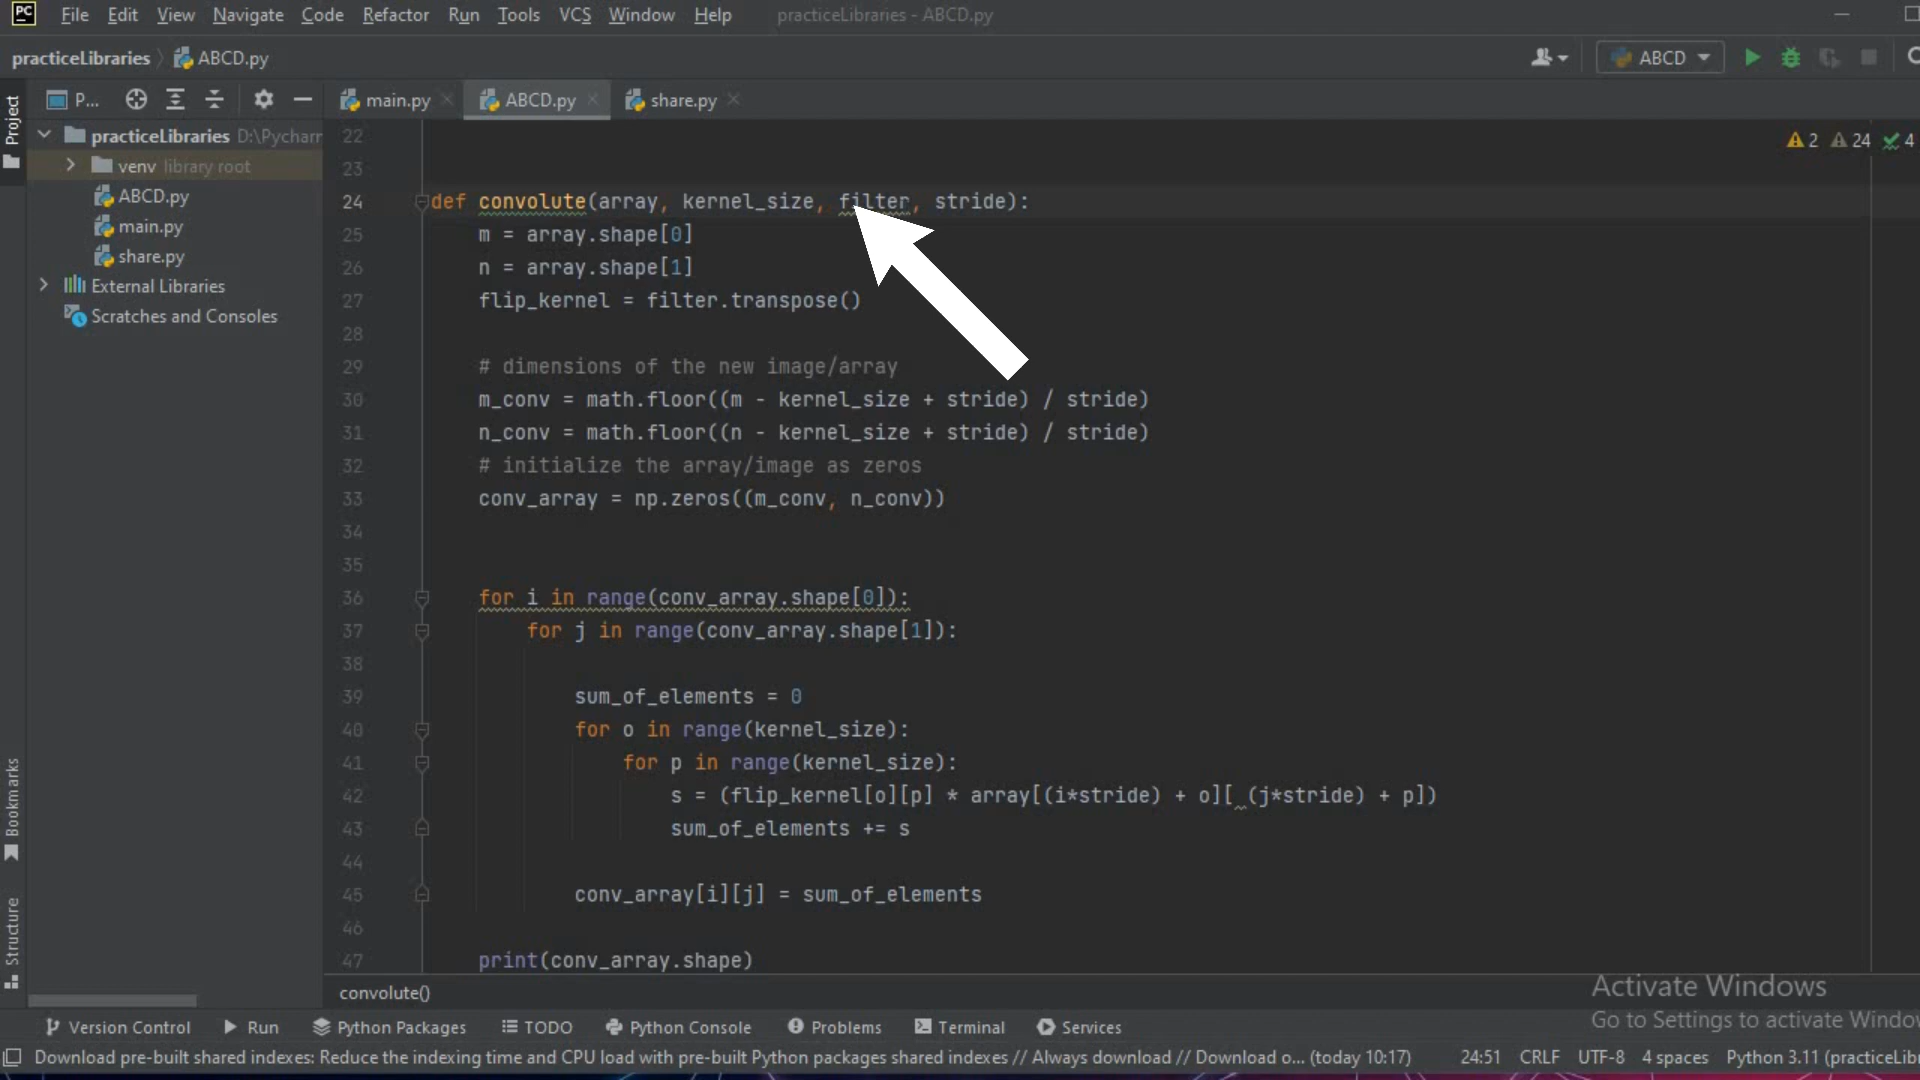 PC File Edit View Navigate Code Refactor Run Tools VCS Window Help practiceLibraries - ABCD.py
practiceLibraries ABCD.py ABCD
P... main.py ABCD.py share.py
Project
practiceLibraries D:\Pycharm
venv library root
ABCD.py
main.py
share.py
External Libraries
Scratches and Consoles
2 24 4
22
23
24 def convolute(array, kernel_size, filter, stride):
25 m = array.shape[0]
26 n = array.shape[1]
27 flip_kernel = filter.transpose()
28
29 # dimensions of the new image/array
30 m_conv = math.floor((m - kernel_size + stride) / stride)
31 n_conv = math.floor((n - kernel_size + stride) / stride)
32 # initialize the array/image as zeros
33 conv_array = np.zeros((m_conv, n_conv))
34
35
36 for i in range(conv_array.shape[0]):
37 for j in range(conv_array.shape[1]):
38
39 sum_of_elements = 0
40 for o in range(kernel_size):
41 for p in range(kernel_size):
42 s = (flip_kernel[o][p] * array[(i*stride) + o][ (j*stride) + p])
43 sum_of_elements += s
44
45 conv_array[i][j] = sum_of_elements
46
47 print(conv_array.shape)
Bookmarks
Structure
convolute()
Activate Windows
Go to Settings to activate Windo
Version Control Run Python Packages TODO Python Console Problems Terminal Services
Download pre-built shared indexes: Reduce the indexing time and CPU load with pre-built Python packages shared indexes // Always download // Download o... (today 10:17) 24:51 CRLF UTF-8 4 spaces Python 3.11 (practiceLibr